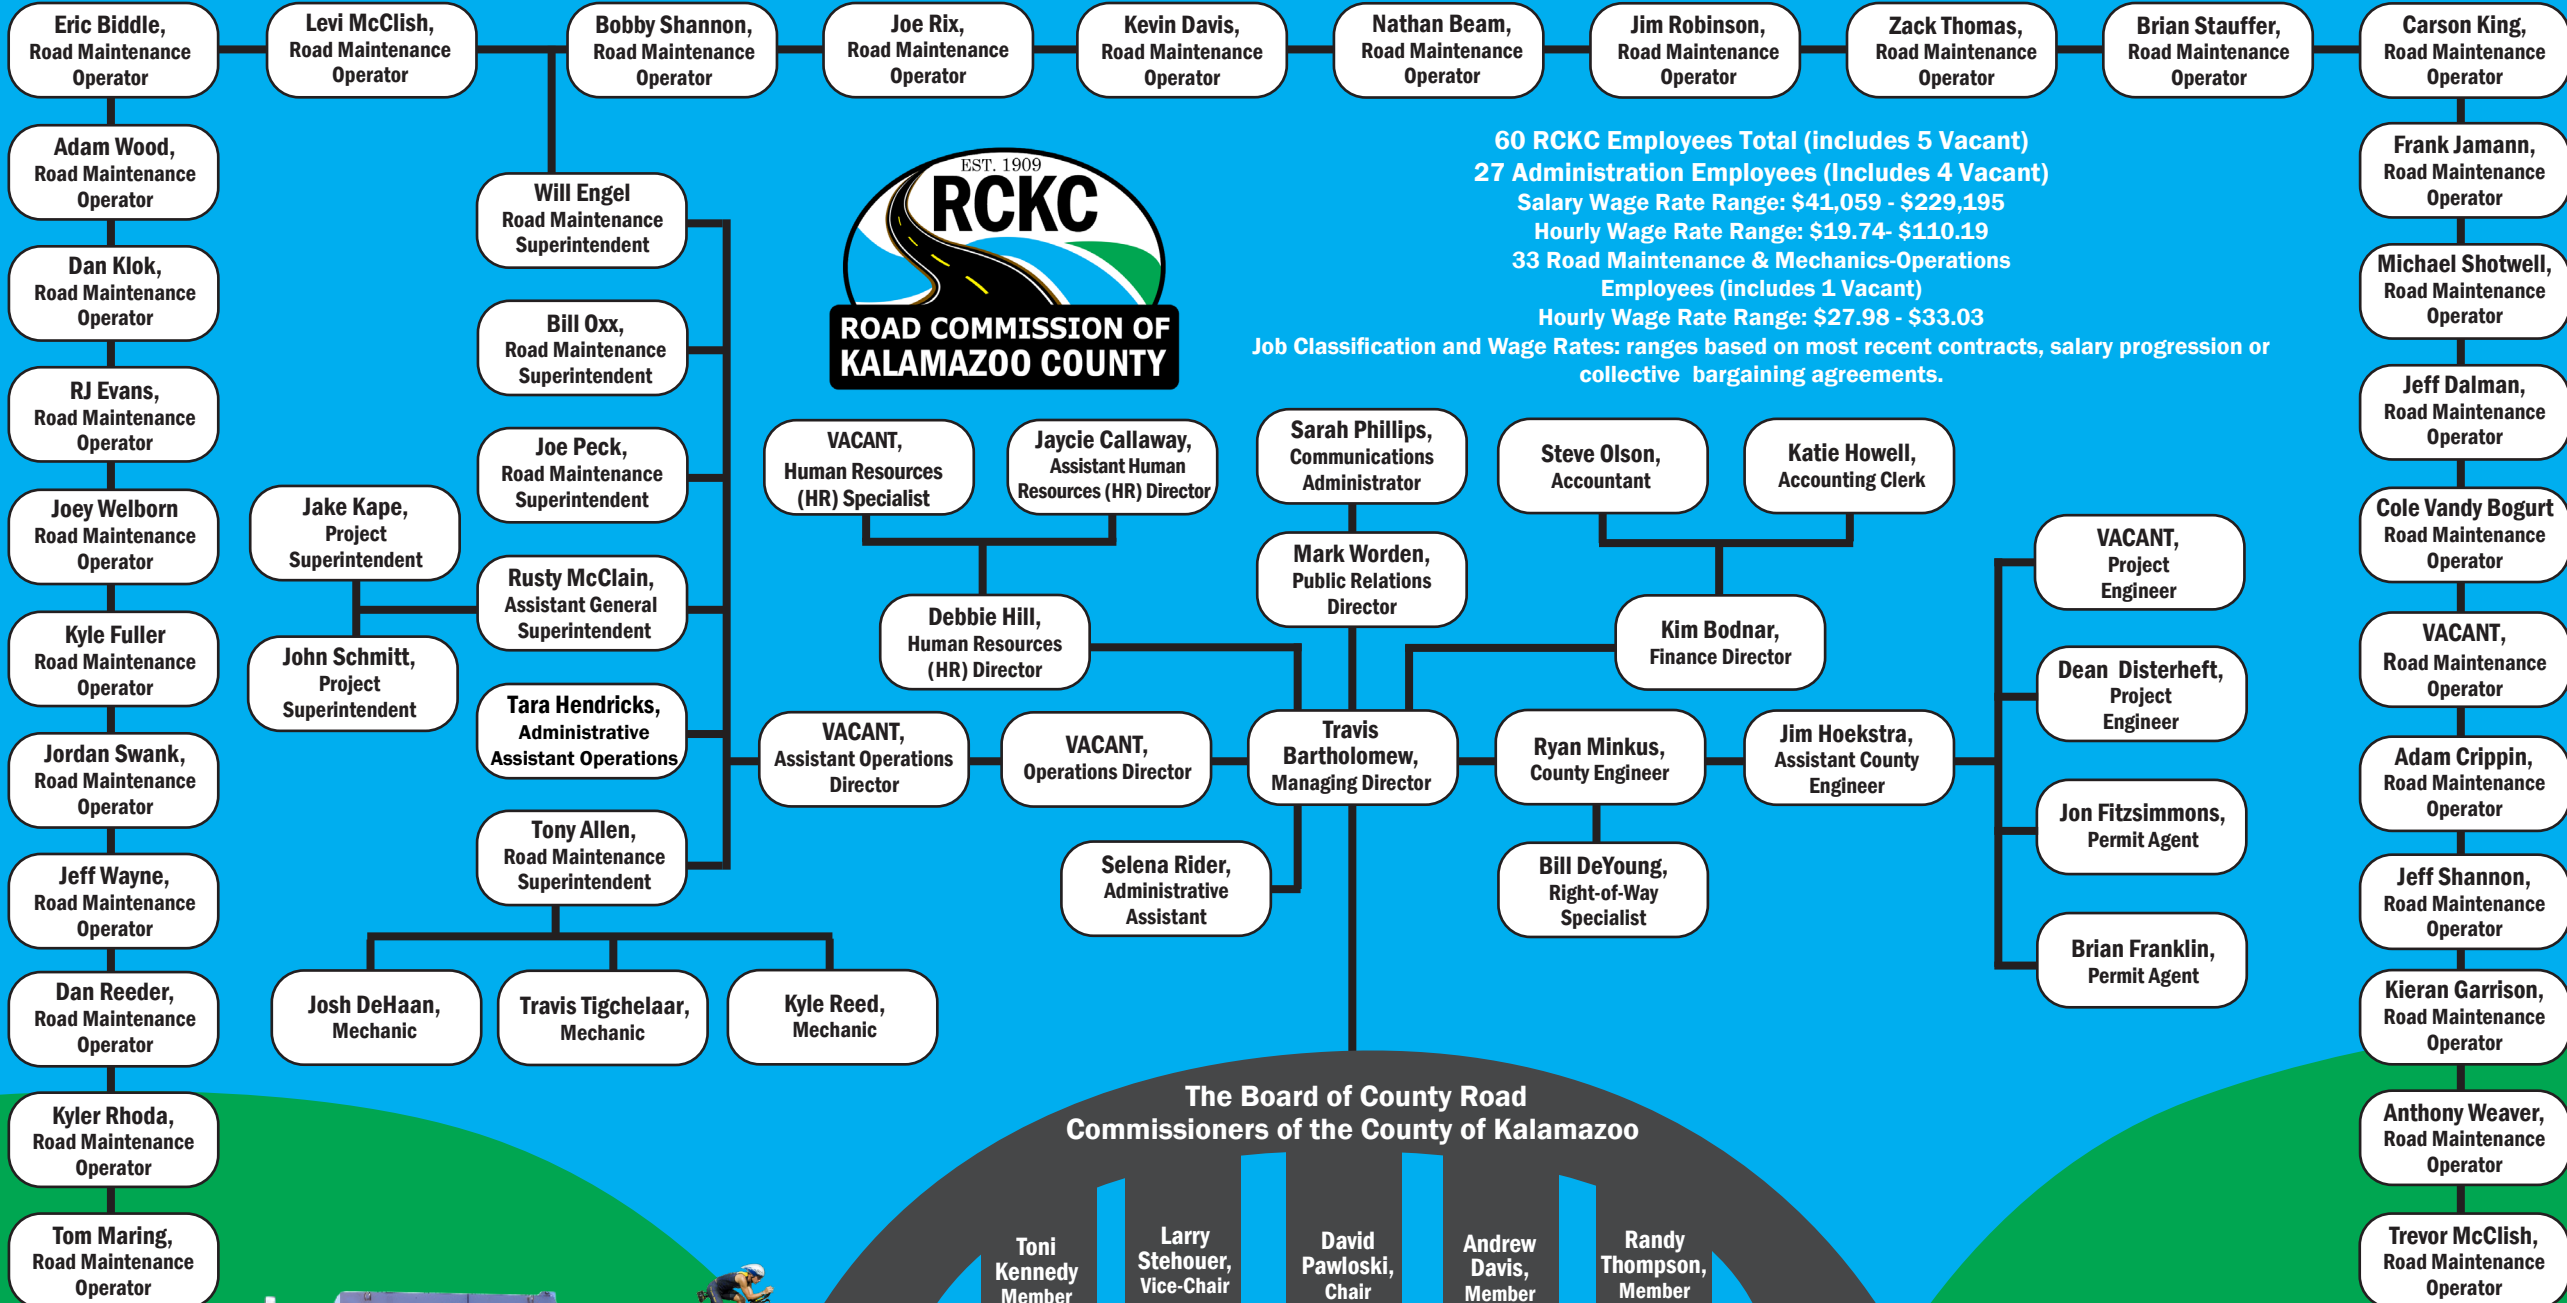 Eric Biddle,
Road Maintenance
Operator
Levi McClish,
Road Maintenance
Operator
Bobby Shannon,
Road Maintenance
Operator
Joe Rix,
Road Maintenance
Operator
Kevin Davis,
Road Maintenance
Operator
Nathan Beam,
Road Maintenance
Operator
Jim Robinson,
Road Maintenance
Operator
Zack Thomas,
Road Maintenance
Operator
Brian Stauffer,
Road Maintenance
Operator
Carson King,
Road Maintenance
Operator
Adam Wood,
Road Maintenance
Operator
Dan Klok,
Road Maintenance
Operator
RJ Evans,
Road Maintenance
Operator
Joey Welborn
Road Maintenance
Operator
Kyle Fuller
Road Maintenance
Operator
Jordan Swank,
Road Maintenance
Operator
Jeff Wayne,
Road Maintenance
Operator
Dan Reeder,
Road Maintenance
Operator
Kyler Rhoda,
Road Maintenance
Operator
Tom Maring,
Road Maintenance
Operator
Will Engel
Road Maintenance
Superintendent
Bill Oxx,
Road Maintenance
Superintendent
Joe Peck,
Road Maintenance
Superintendent
Jake Kape,
Project
Superintendent
Rusty McClain,
Assistant General
Superintendent
John Schmitt,
Project
Superintendent
Tara Hendricks,
Administrative
Assistant Operations
Tony Allen,
Road Maintenance
Superintendent
Josh DeHaan,
Mechanic
Travis Tigchelaar,
Mechanic
Kyle Reed,
Mechanic
EST. 1909
RCKC
ROAD COMMISSION OF
KALAMAZOO COUNTY
60 RCKC Employees Total (includes 5 Vacant)
27 Administration Employees (Includes 4 Vacant)
Salary Wage Rate Range: $41,059 - $229,195
Hourly Wage Rate Range: $19.74- $110.19
33 Road Maintenance & Mechanics-Operations
Employees (includes 1 Vacant)
Hourly Wage Rate Range: $27.98 - $33.03
Job Classification and Wage Rates: ranges based on most recent contracts, salary progression or
collective bargaining agreements.
VACANT,
Human Resources
(HR) Specialist
Jaycie Callaway,
Assistant Human
Resources (HR) Director
Sarah Phillips,
Communications
Administrator
Steve Olson,
Accountant
Katie Howell,
Accounting Clerk
Debbie Hill,
Human Resources
(HR) Director
Mark Worden,
Public Relations
Director
Kim Bodnar,
Finance Director
VACANT,
Assistant Operations
Director
VACANT,
Operations Director
Travis
Bartholomew,
Managing Director
Ryan Minkus,
County Engineer
Jim Hoekstra,
Assistant County
Engineer
Selena Rider,
Administrative
Assistant
Bill DeYoung,
Right-of-Way
Specialist
VACANT,
Project
Engineer
Dean Disterheft,
Project
Engineer
Jon Fitzsimmons,
Permit Agent
Brian Franklin,
Permit Agent
Frank Jamann,
Road Maintenance
Operator
Michael Shotwell,
Road Maintenance
Operator
Jeff Dalman,
Road Maintenance
Operator
Cole Vandy Bogurt
Road Maintenance
Operator
VACANT,
Road Maintenance
Operator
Adam Crippin,
Road Maintenance
Operator
Jeff Shannon,
Road Maintenance
Operator
Kieran Garrison,
Road Maintenance
Operator
Anthony Weaver,
Road Maintenance
Operator
Trevor McClish,
Road Maintenance
Operator
The Board of County Road
Commissioners of the County of Kalamazoo
Toni
Kennedy
Member
Larry
Stehouer,
Vice-Chair
David
Pawloski,
Chair
Andrew
Davis,
Member
Randy
Thompson,
Member